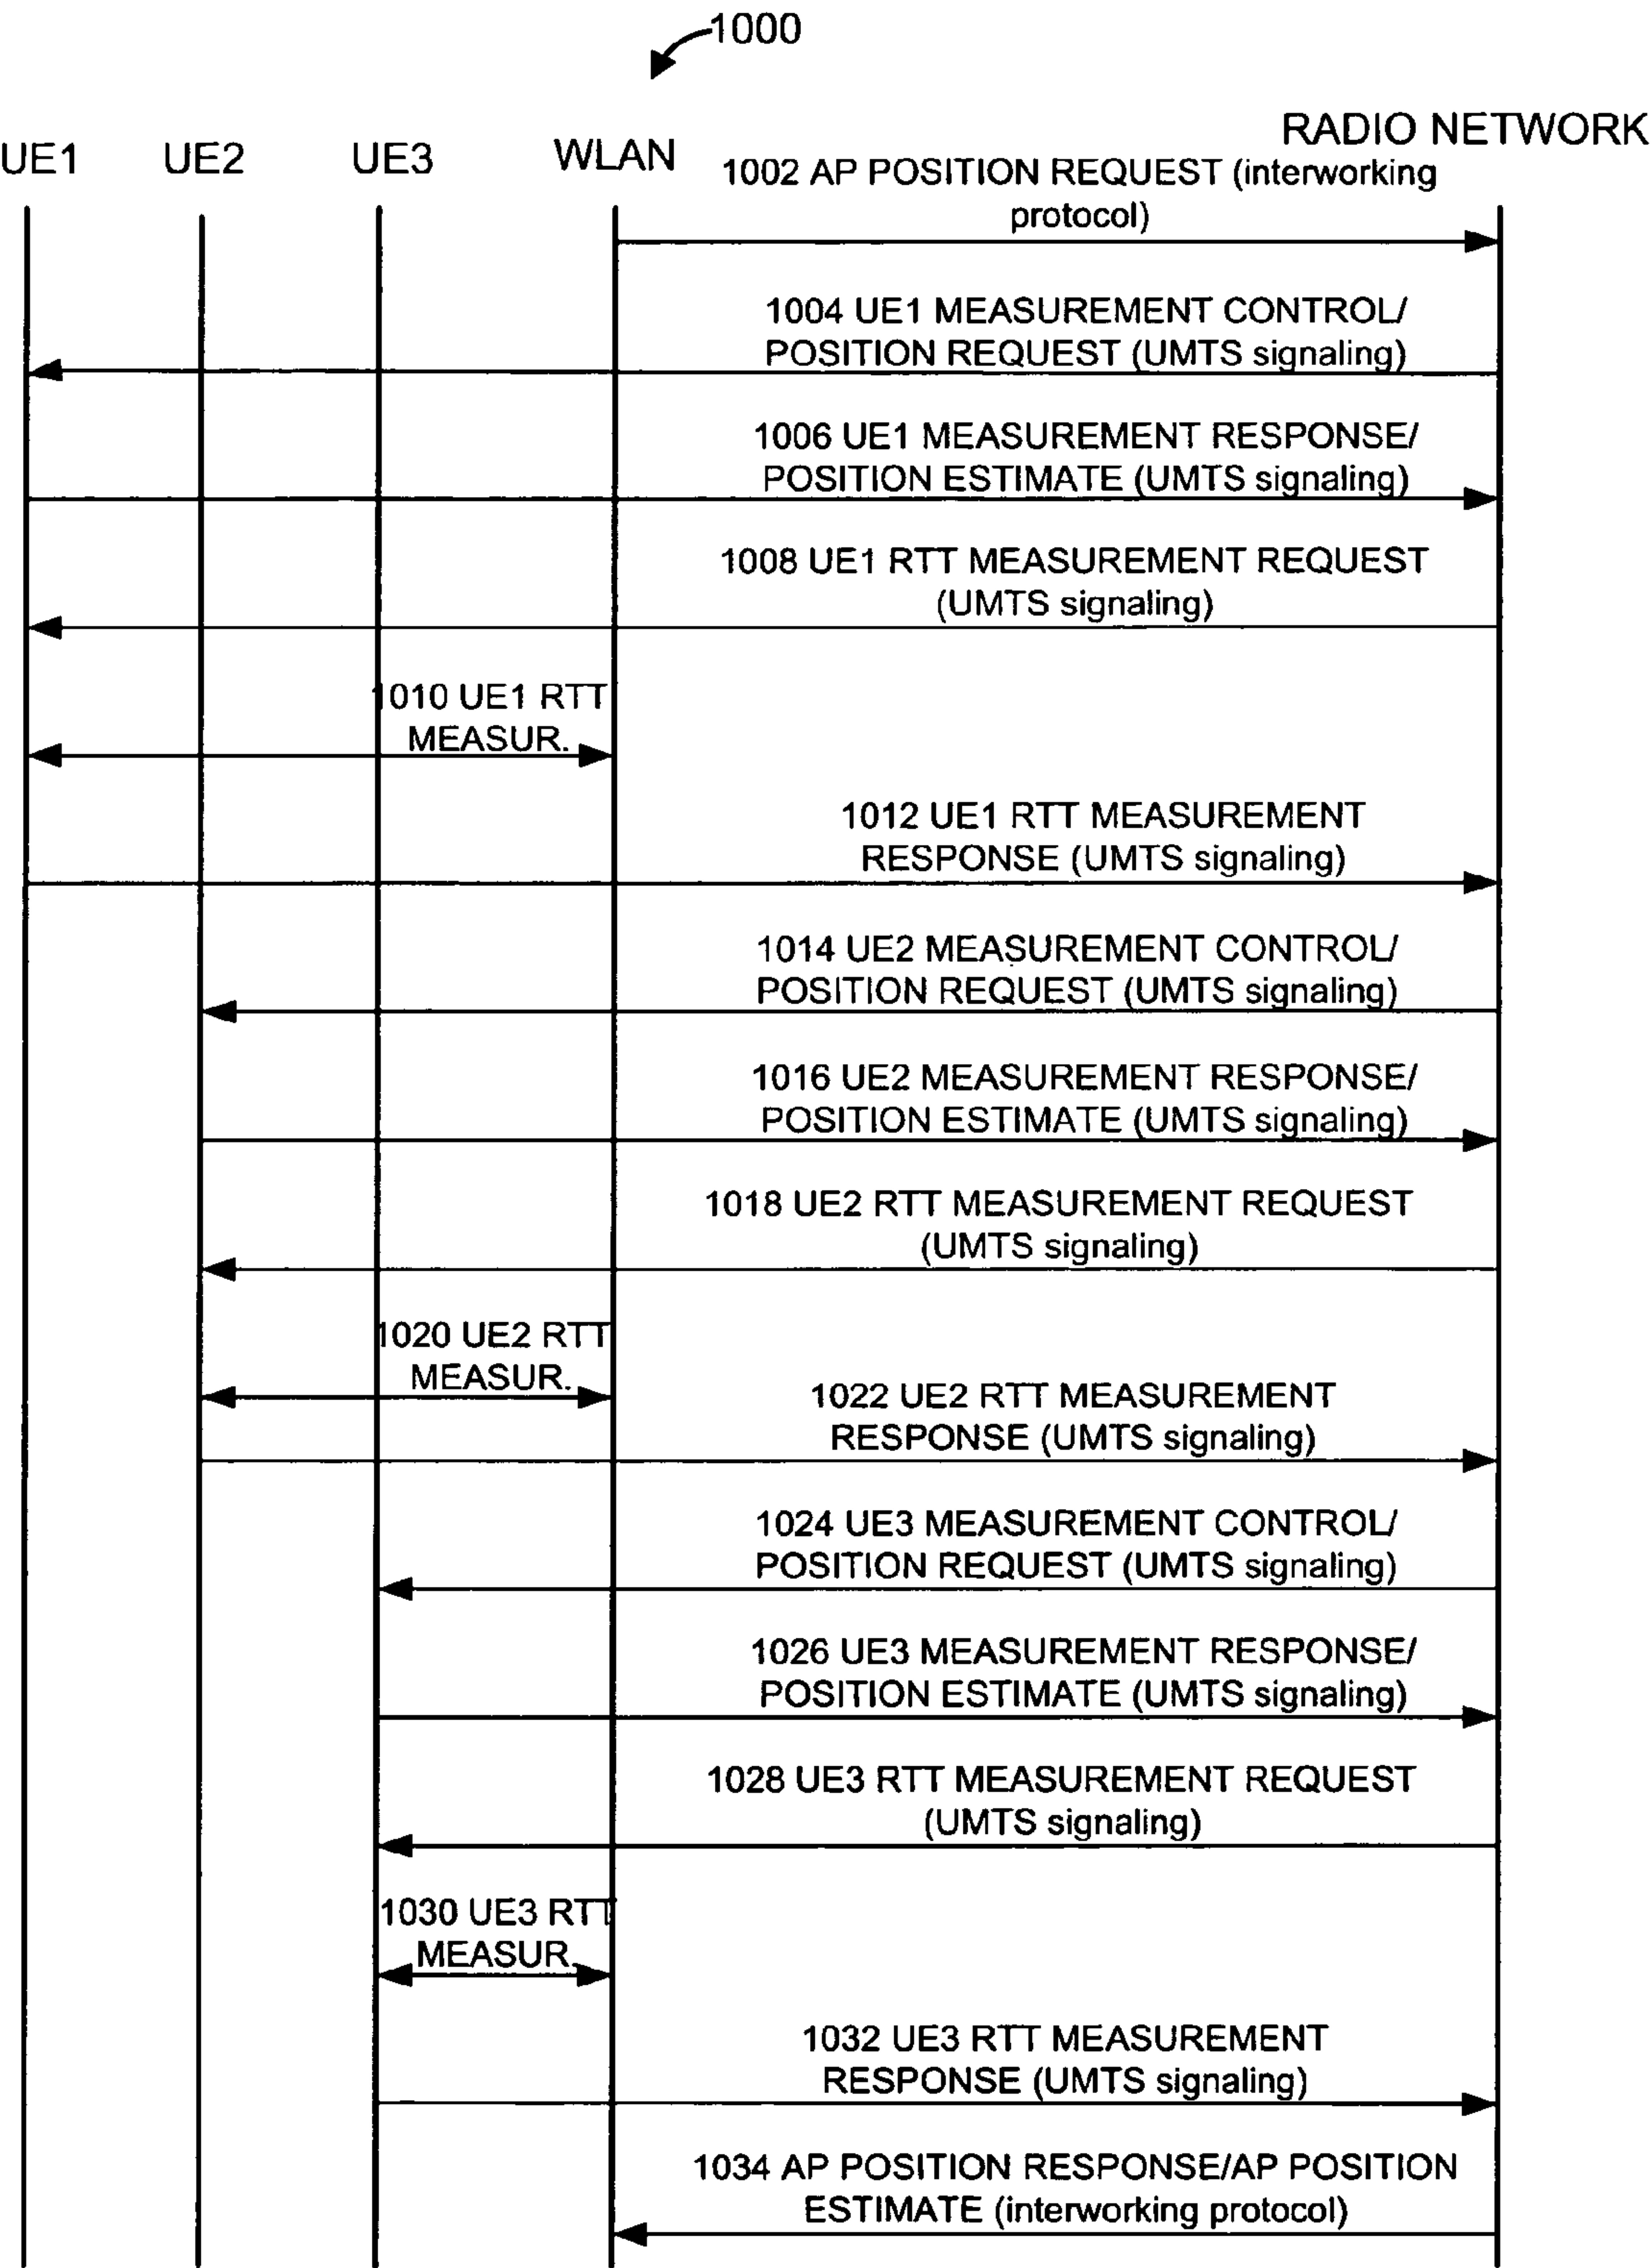 1000
RADIO NETWORK
UE1 UE2 UE3 WLAN
1002 AP POSITION REQUEST (interworking
protocol)
1004 UE1 MEASUREMENT CONTROL/
POSITION REQUEST (UMTS signaling)
1006 UE1 MEASUREMENT RESPONSE/
POSITION ESTIMATE (UMTS signaling)
1008 UE1 RTT MEASUREMENT REQUEST
(UMTS signaling)
1010 UE1 RTT
MEASUR.
1012 UE1 RTT MEASUREMENT
RESPONSE (UMTS signaling)
1014 UE2 MEASUREMENT CONTROL/
POSITION REQUEST (UMTS signaling)
1016 UE2 MEASUREMENT RESPONSE/
POSITION ESTIMATE (UMTS signaling)
1018 UE2 RTT MEASUREMENT REQUEST
(UMTS signaling)
1020 UE2 RTT
MEASUR.
1022 UE2 RTT MEASUREMENT
RESPONSE (UMTS signaling)
1024 UE3 MEASUREMENT CONTROL/
POSITION REQUEST (UMTS signaling)
1026 UE3 MEASUREMENT RESPONSE/
POSITION ESTIMATE (UMTS signaling)
1028 UE3 RTT MEASUREMENT REQUEST
(UMTS signaling)
1030 UE3 RTT
MEASUR.
1032 UE3 RTT MEASUREMENT
RESPONSE (UMTS signaling)
1034 AP POSITION RESPONSE/AP POSITION
ESTIMATE (interworking protocol)